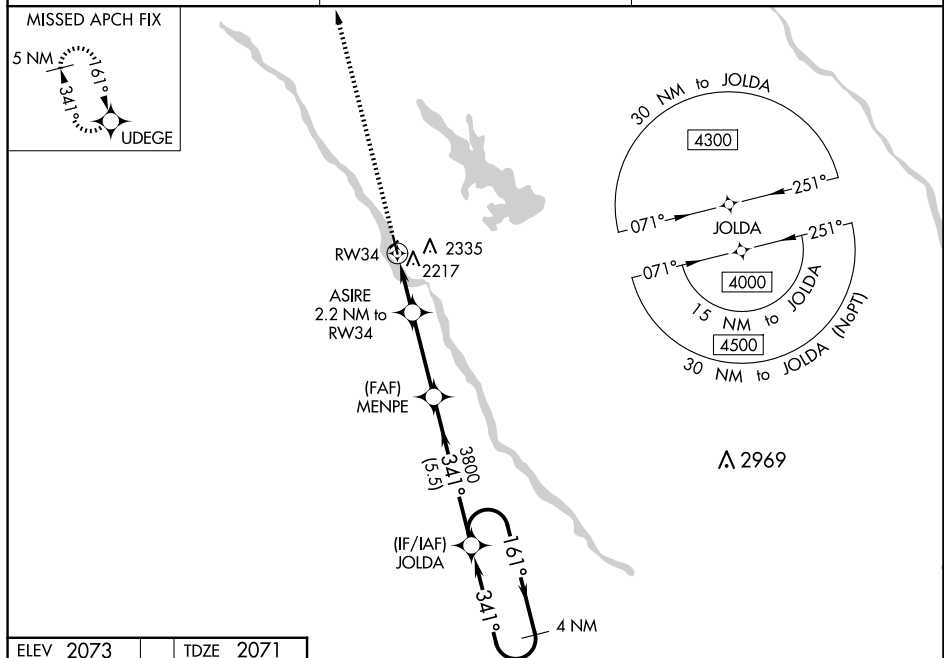 MISSED APCH FIX
5 NM
161°
341°
UDEGE
30 NM to JOLDA
4300
071°
251°
JOLDA
071°
251°
4000
15 NM to JOLDA
4500
30 NM to JOLDA (NoPT)
RW34
2335
2217
ASIRE
2.2 NM to
RW34
(FAF)
MENPE
3800
341°
(5.5)
2969
(IF/IAF)
JOLDA
161°
341°
4 NM
ELEV 2073
TDZE 2071